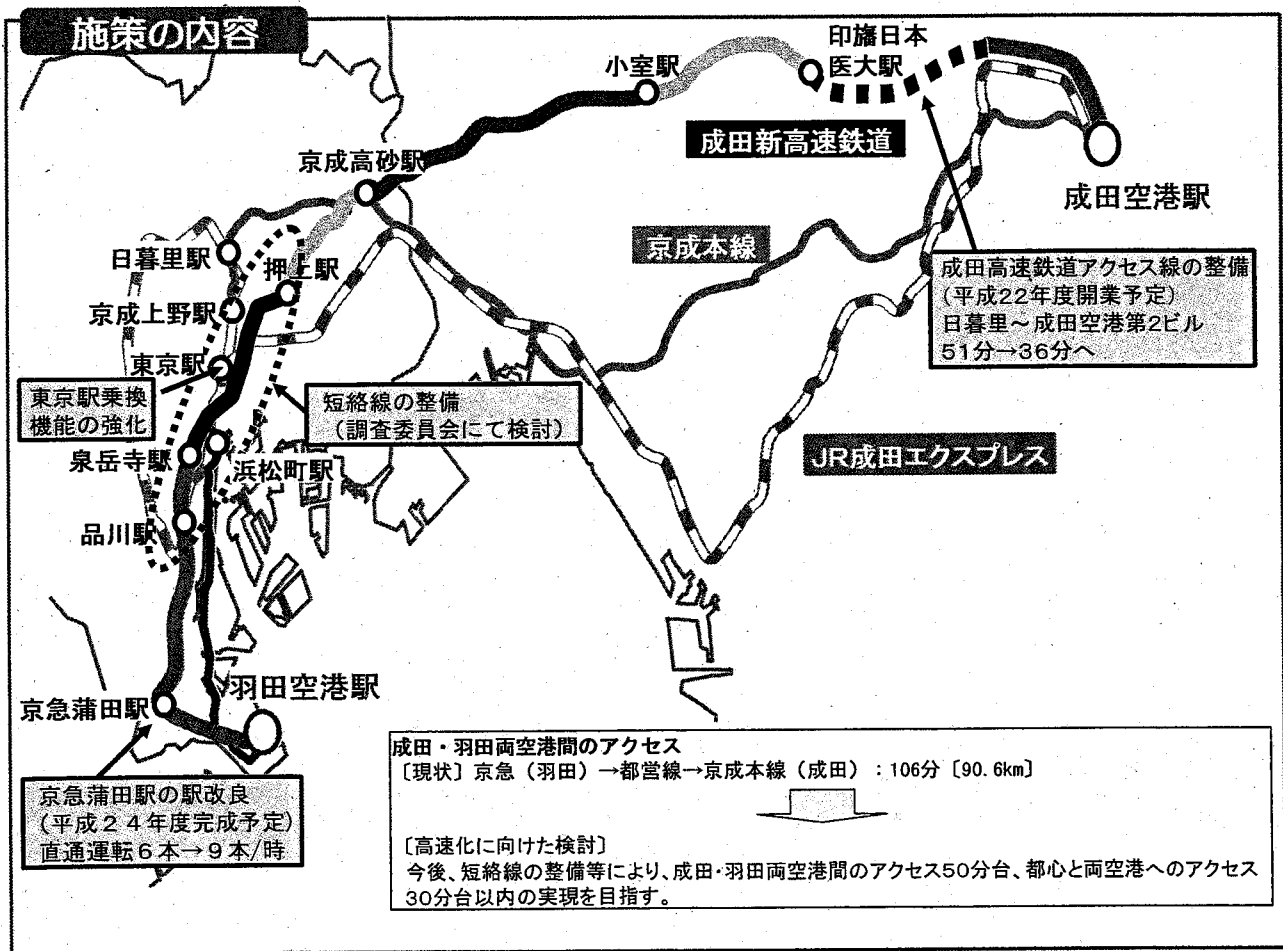 施策の内容
小室駅
印旛日本
医大駅
成田新高速鉄道
京成高砂駅
成田空港駅
日暮里駅
押上駅
京成本線
京成上野駅
成田高速鉄道アクセス線の整備
(平成22年度開業予定)
日暮里～成田空港第2ビル
51分→36分へ
東京駅
東京駅乗換
機能の強化
短絡線の整備
(調査委員会にて検討)
泉岳寺駅
浜松町駅
JR成田エクスプレス
品川駅
羽田空港駅
京急蒲田駅
京急蒲田駅の駅改良
(平成２４年度完成予定)
直通運転６本→９本/時
成田・羽田両空港間のアクセス
［現状］京急（羽田）→都営線→京成本線（成田）：106分［90.6km］
〔高速化に向けた検討〕
今後、短絡線の整備等により、成田・羽田両空港間のアクセス50分台、都心と両空港へのアクセス
30分台以内の実現を目指す。